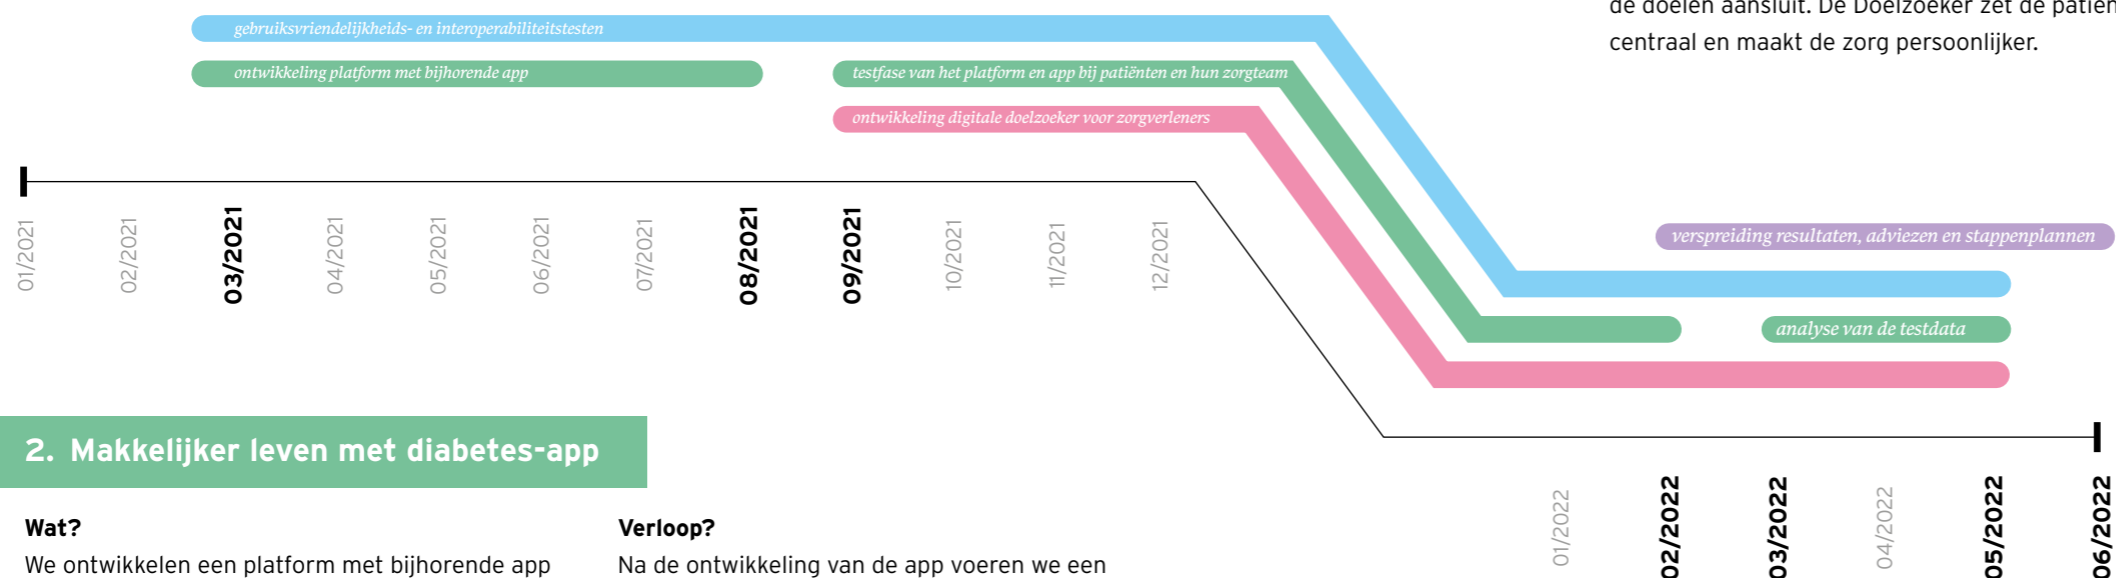 de doelen aansluit. De Doelzoeker zet de patiën
centraal en maakt de zorg persoonlijker.
gebruiksvriendelijkheids- en interoperabiliteitstesten
ontwikkeling platform met bijhorende app
testfase van het platform en app bij patiënten en hun zorgteam
ontwikkeling digitale doelzoeker voor zorgverleners
01/2021
02/2021
03/2021
04/2021
05/2021
06/2021
07/2021
08/2021
09/2021
10/2021
11/2021
12/2021
verspreiding resultaten, adviezen en stappenplannen
analyse van de testdata
01/2022
02/2022
03/2022
04/2022
05/2022
06/2022
2. Makkelijker leven met diabetes-app
Wat?
We ontwikkelen een platform met bijhorende app
Verloop?
Na de ontwikkeling van de app voeren we een